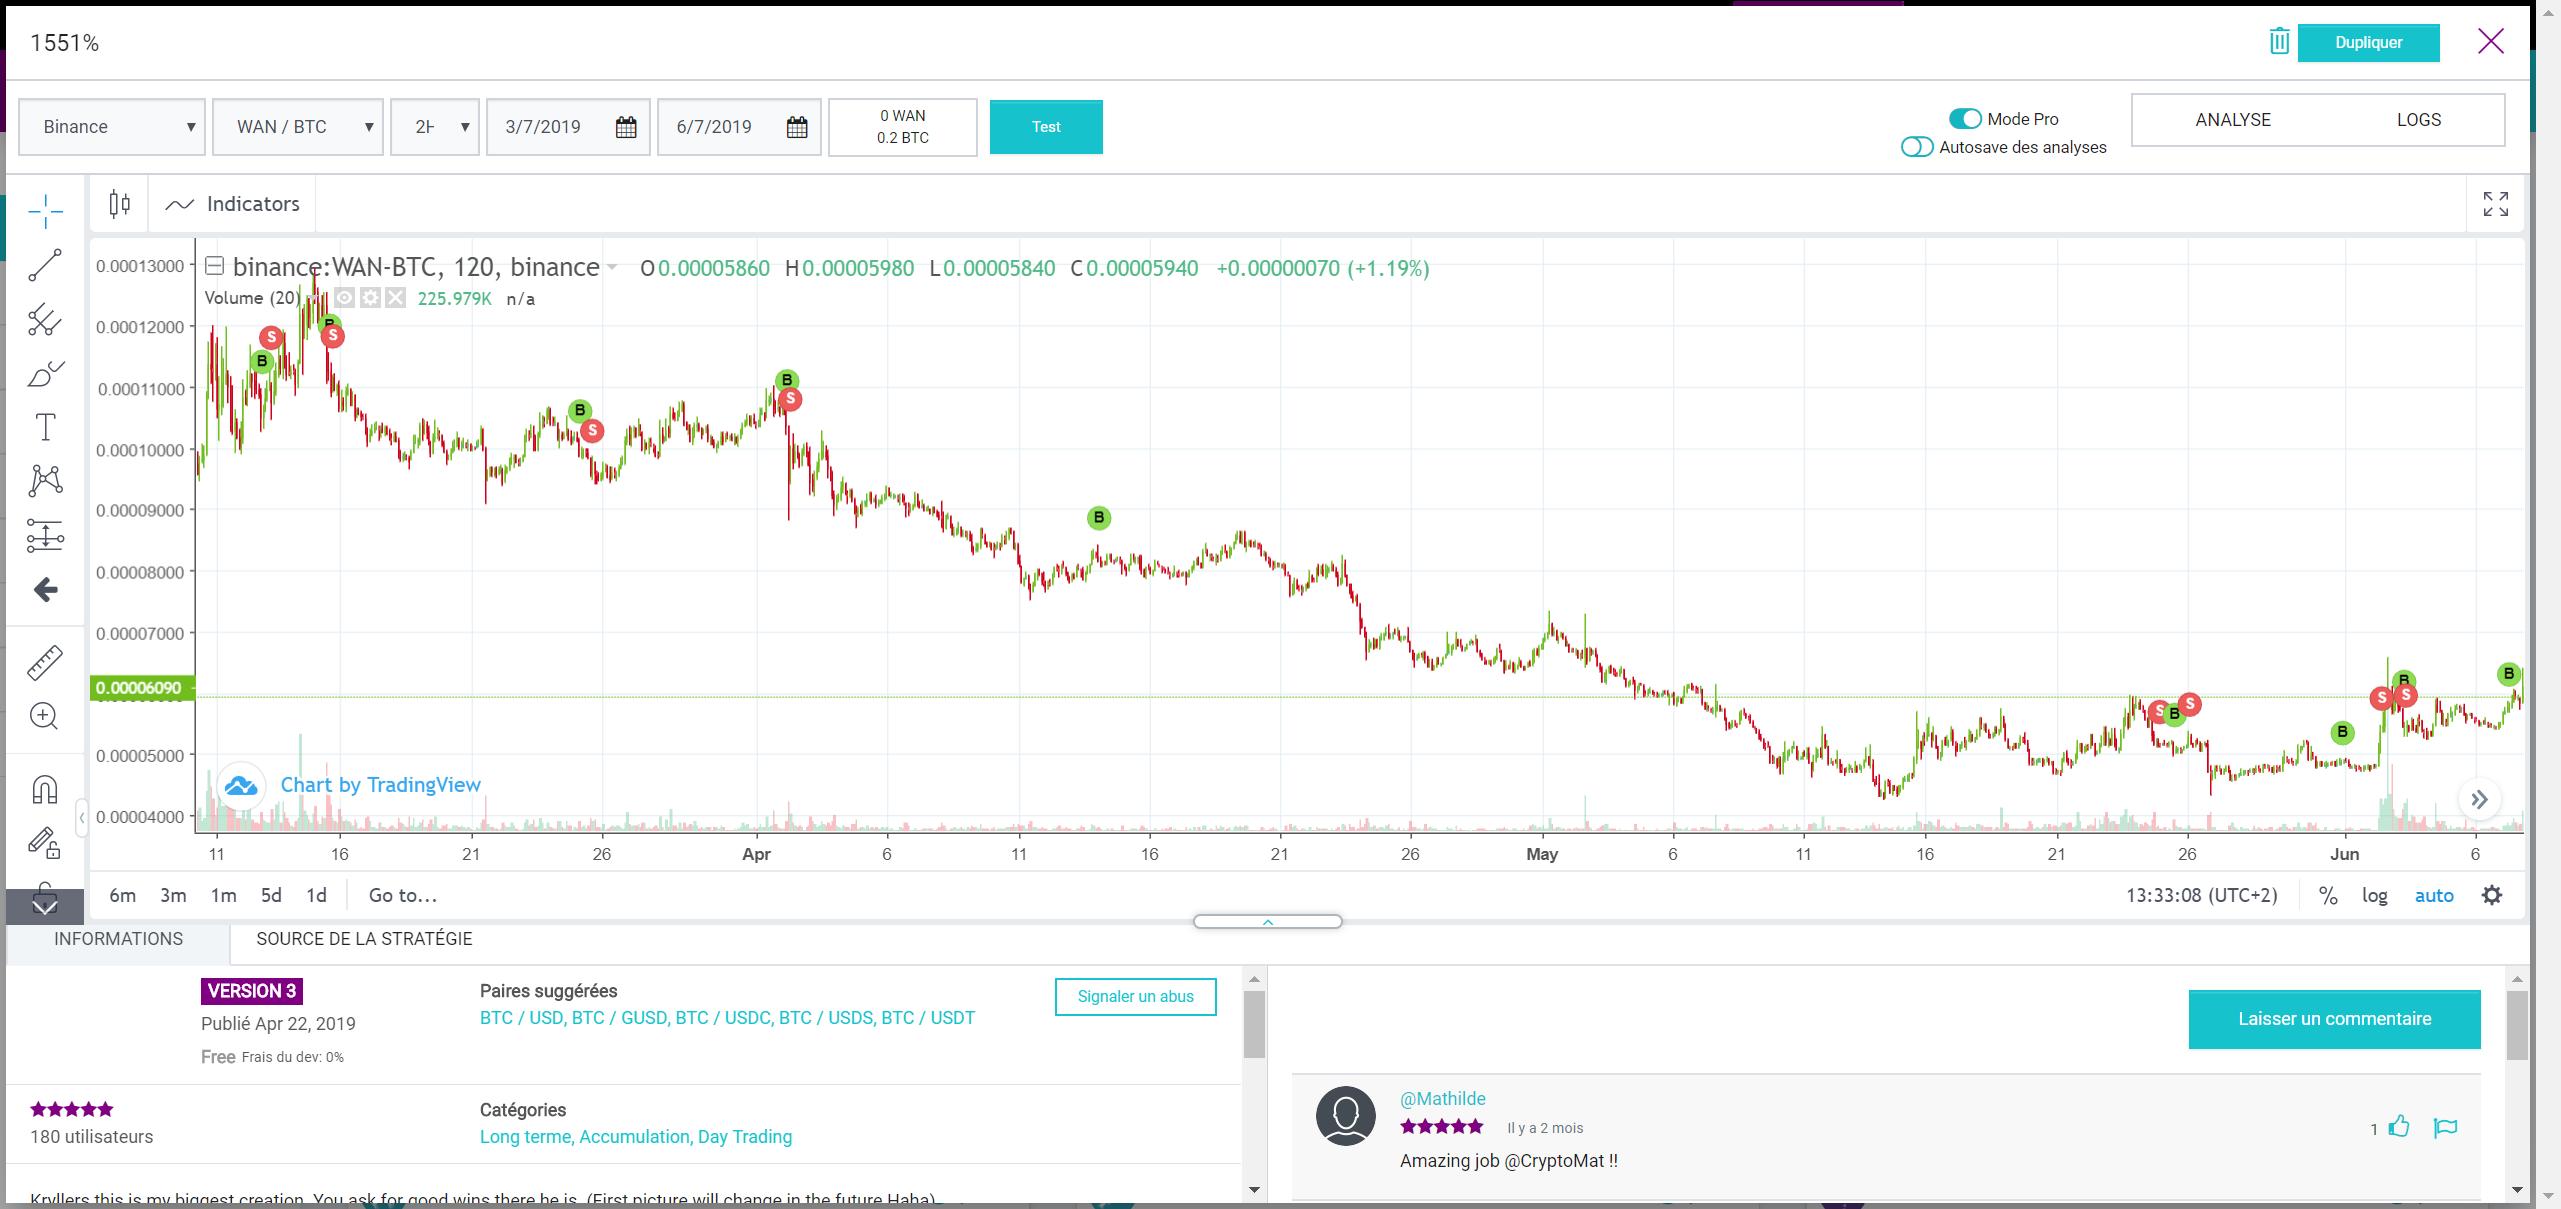 1551%
Dupliquer
Binance
WAN / BTC
2H
3/7/2019
6/7/2019
0 WAN
0.2 BTC
Test
Mode Pro
Autosave des analyses
ANALYSE
LOGS
Indicators
binance:WAN-BTC, 120, binance
O0.00005860 H0.00005980 L0.00005840 C0.00005940 +0.00000070 (+1.19%)
Volume (20)
225.979K n/a
0.00013000
0.00012000
0.00011000
0.00010000
0.00009000
0.00008000
0.00007000
0.00006090
0.00005000
0.00004000
B
S
B
S
B
S
B
S
B
S
B
S
B
S
B
S
B
Chart by TradingView
11 16 21 26 Apr 6 11 16 21 26 May 6 11 16 21 26 Jun 6
6m 3m 1m 5d 1d Go to...
13:33:08 (UTC+2) % log auto
INFORMATIONS
SOURCE DE LA STRATÉGIE
VERSION 3
Publié Apr 22, 2019
Free Frais du dev: 0%
Paires suggérées
BTC / USD, BTC / GUSD, BTC / USDC, BTC / USDS, BTC / USDT
Signaler un abus
180 utilisateurs
Catégories
Long terme, Accumulation, Day Trading
Kryllers this is my biggest creation. You ask for good wins there he is. (First picture will change in the future Haha)
Laisser un commentaire
@Mathilde
Il y a 2 mois
1
Amazing job @CryptoMat !!